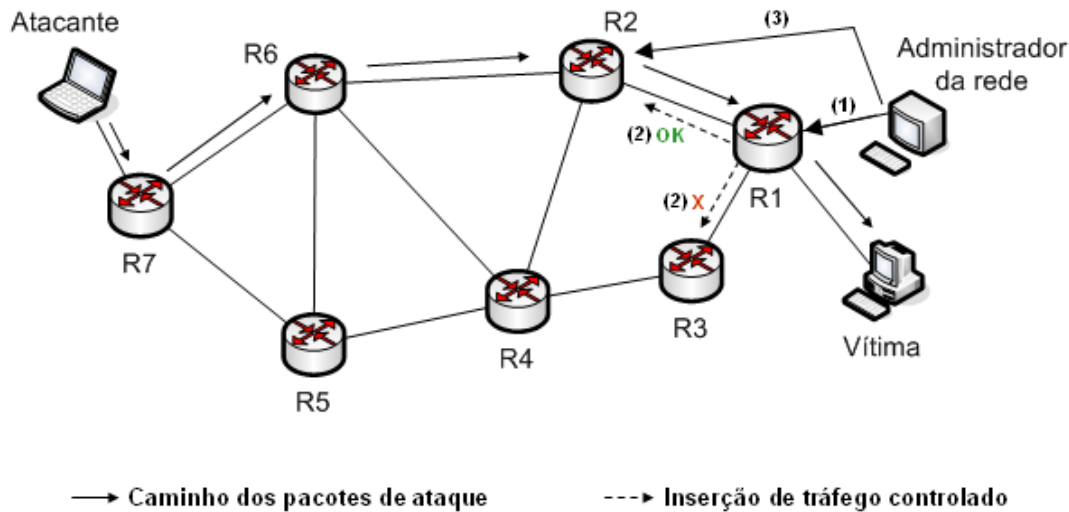 Atacante
R6
R2
(3)
Administrador
da rede
(1)
(2) OK
R1
(2) X
R7
R3
R4
Vítima
R5
Caminho dos pacotes de ataque
Inserção de tráfego controlado